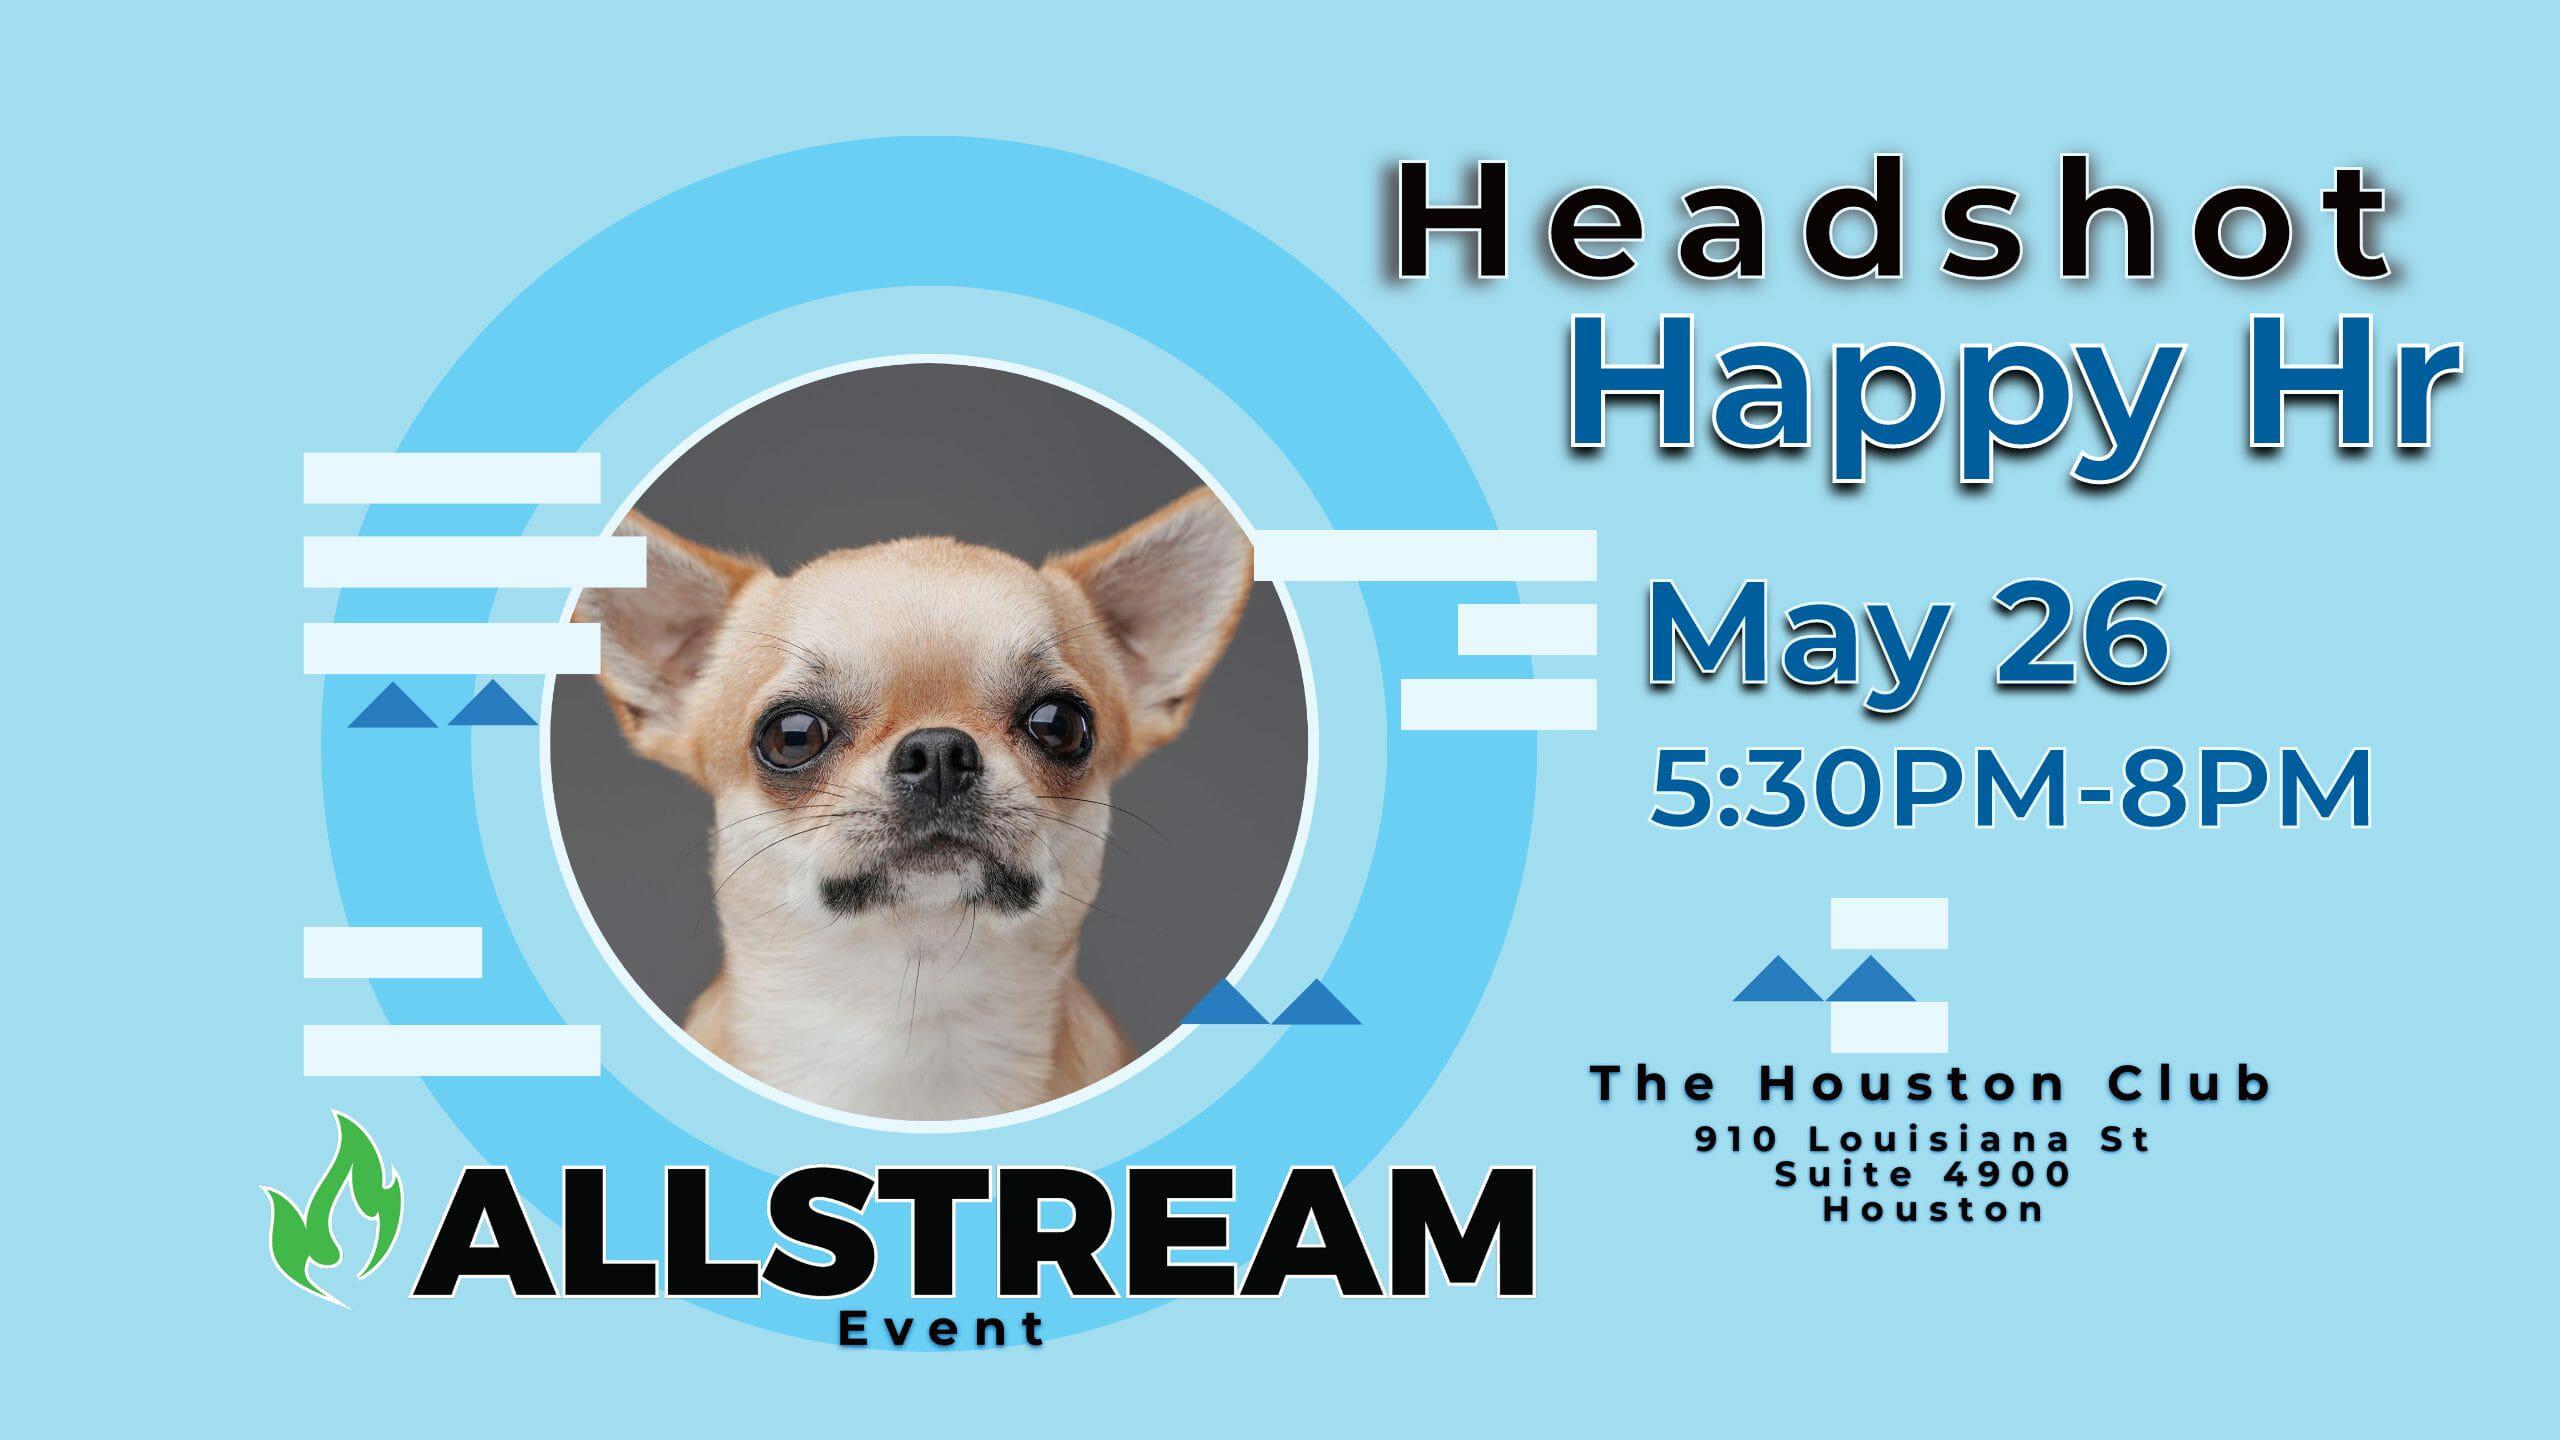 Headshot
Happy Hr
May 26
5:30PM-8PM
The Houston Club
910 Louisiana St
Suite 4900
Houston
ALLSTREAM
Event